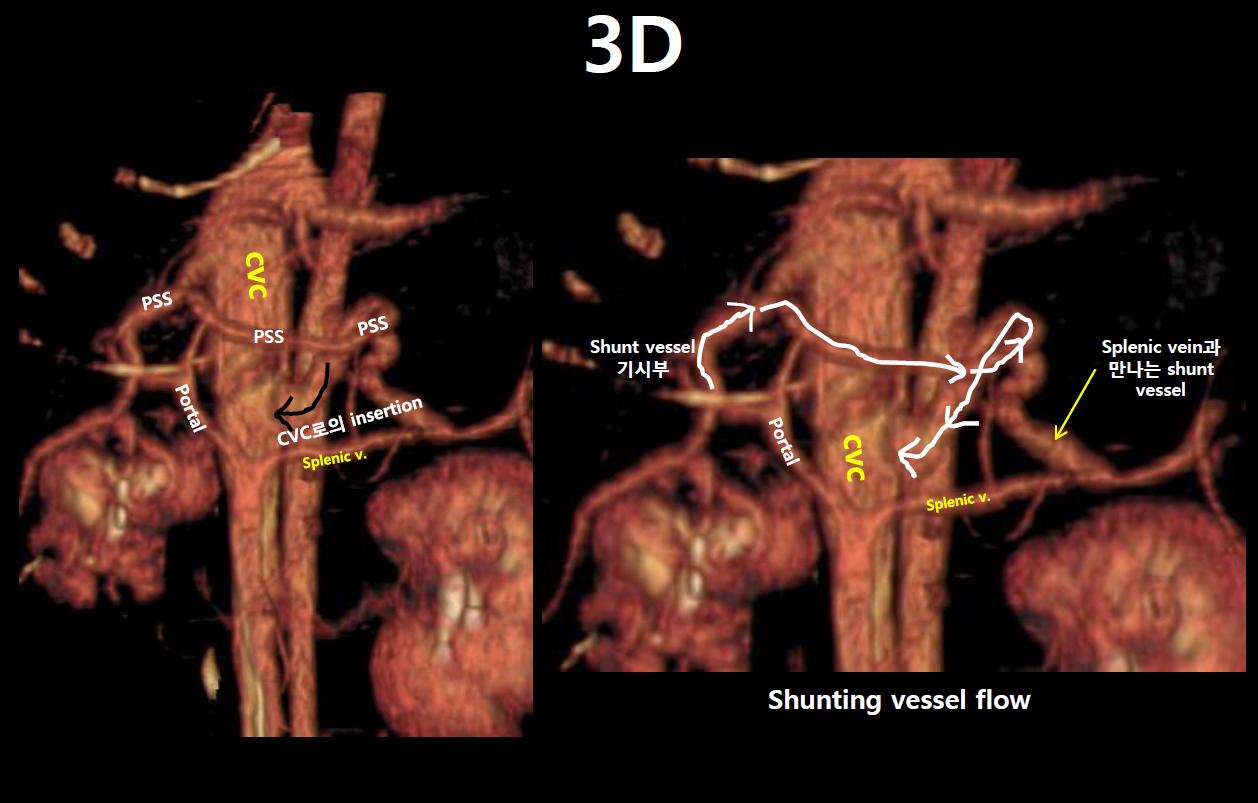 3D
CVC
PSS
PSS
PSS
Portal
CVC로의 insertion
Splenic v.
Shunt vessel
기시부
Splenic vein과
만나는 shunt
vessel
Portal
CVC
Splenic v.
Shunting vessel flow